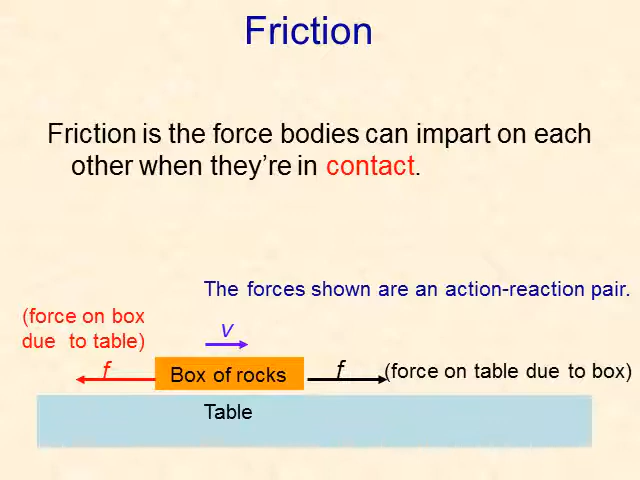 Friction
Friction is the force bodies can impart on each
other when they’re in contact.
The forces shown are an action-reaction pair.
(force on box
due to table)
v
f
Box of rocks
f
(force on table due to box)
Table